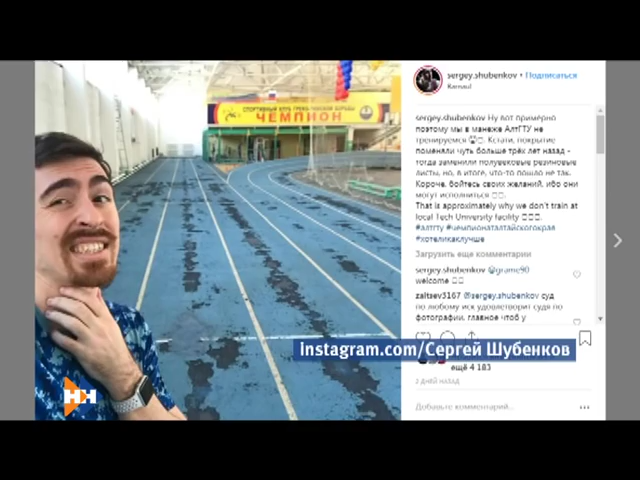 СПОРТИВНЫЙ КЛУБ ГРЕКО-РИМСКОЙ БОРЬБЫ
ЧЕМПИОН
sergey.shubenkov • Подписаться
Barnaul
sergey.shubenkov Ну вот примерно
поэтому мы в манеже АлтГТУ не
тренируемся. Кстати, покрытие
поменяли чуть больше трёх лет назад -
тогда заменили полувековые резиновые
листы, но, в итоге, что-то пошло не так.
Короче, бойтесь своих желаний, ибо они
могут исполниться
That is approximately why we don't train at
local Tech University facility
#алтгту #чемпионаталтайскогокрая
#хотеликаклучше
Загрузить еще комментарии
sergey.shubenkov @grame90
welcome
zaitsev3167 @sergey.shubenkov суд
по любому иск удовлетворит судя по
фотографии, главное чтоб у
instagram.com/Сергей Шубенков
ещё 4 183
2 ДНЕЙ НАЗАД
Добавьте комментарий...
НН